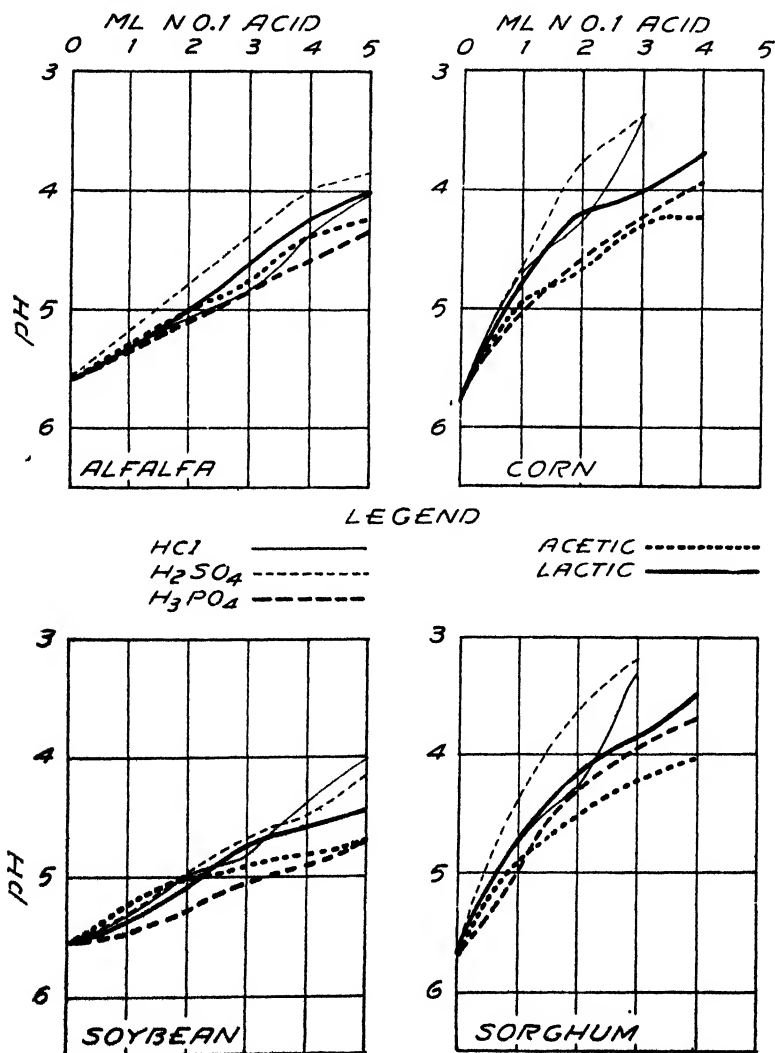 ML N 0.1 ACID
0 1 2 3 4 5
3
4
5
6
pH
ALFALFA
ML N 0.1 ACID
0 1 2 3 4 5
3
4
5
6
CORN
LEGEND
HCl
H₂SO₄
H₃PO₄
ACETIC
LACTIC
3
4
5
6
pH
SOYBEAN
3
4
5
6
SORGHUM